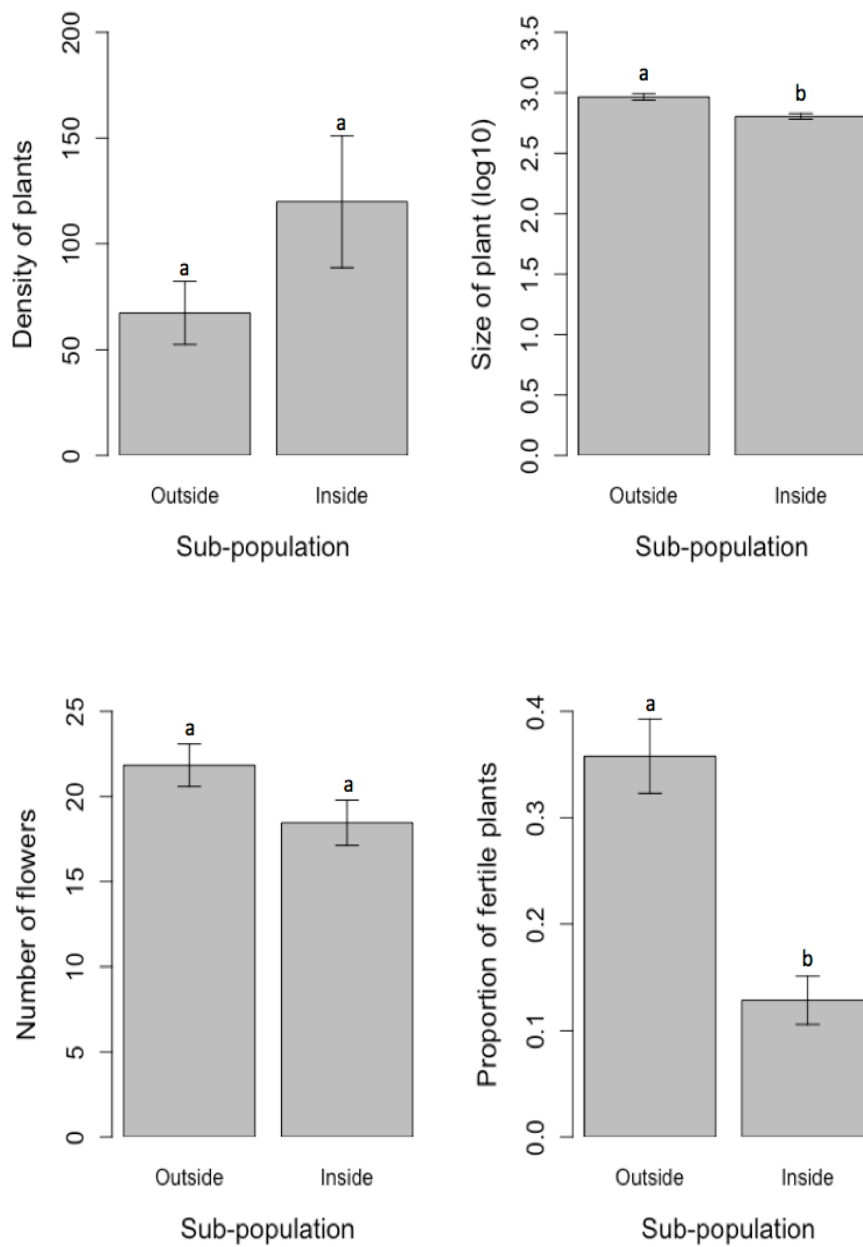 Density of plants
200
150
100
50
0
a
a
Outside
Inside
Sub-population
Size of plant (log10)
3.5
3.0
2.5
2.0
1.5
1.0
0.5
0.0
a
b
Outside
Inside
Sub-population
Number of flowers
25
20
15
10
5
0
a
a
Outside
Inside
Sub-population
Proportion of fertile plants
0.4
0.3
0.2
0.1
0.0
a
b
Outside
Inside
Sub-population